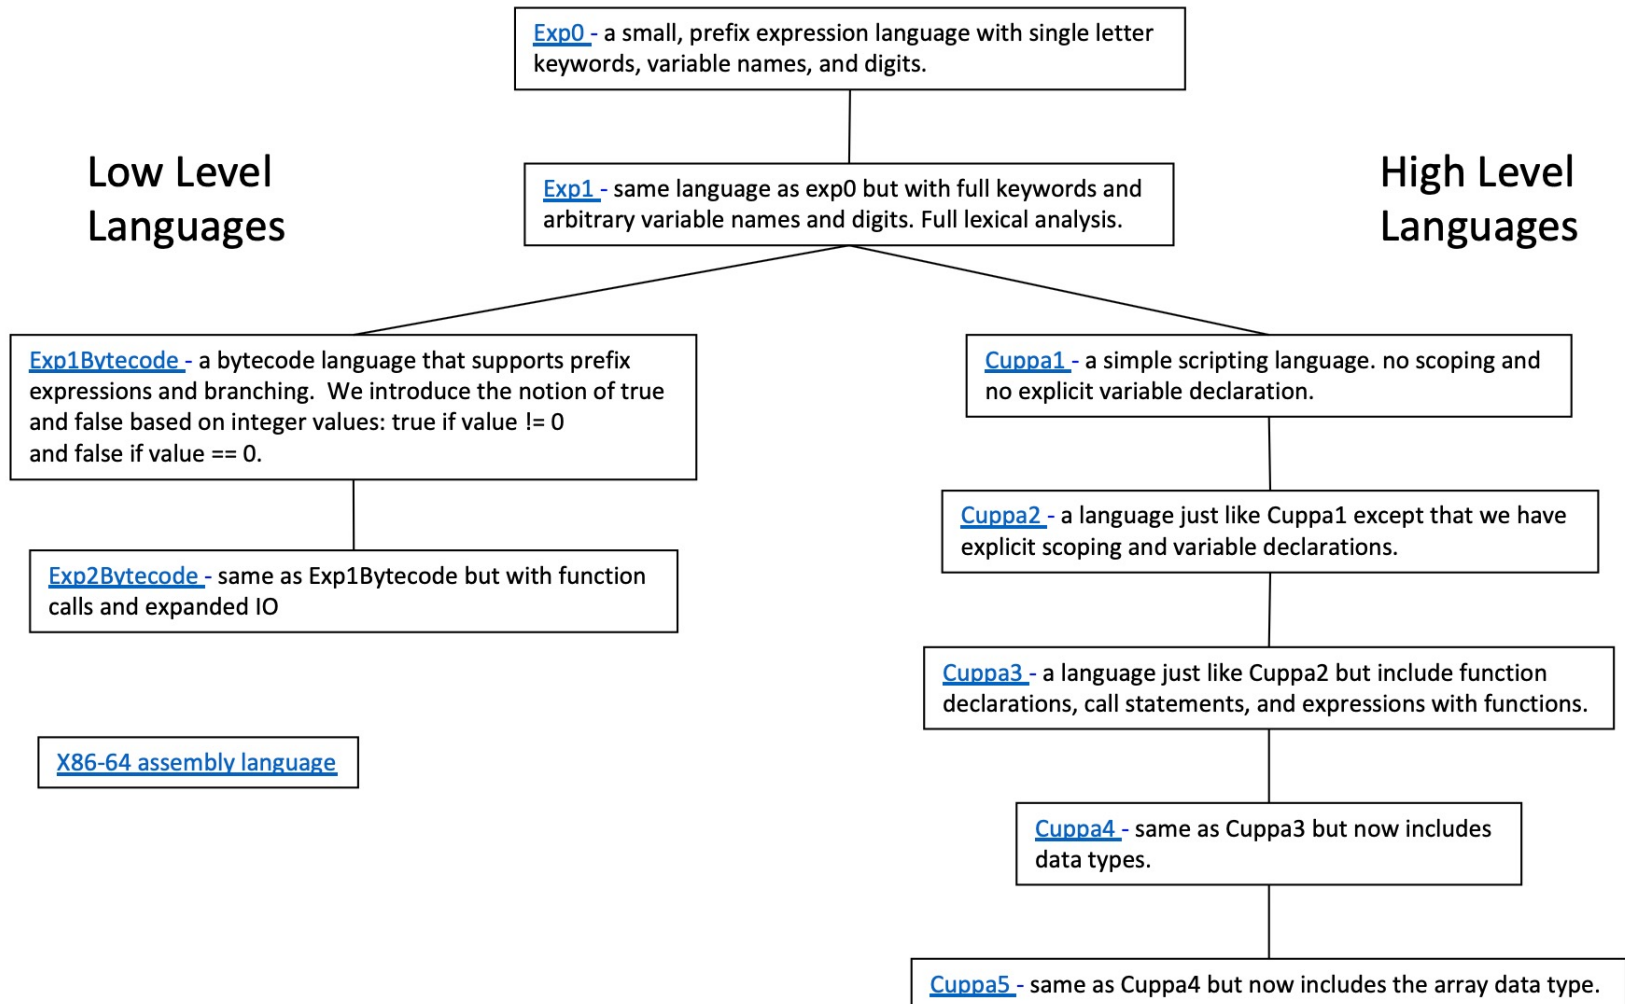 Exp0 - a small, prefix expression language with single letter
keywords, variable names, and digits.
Low Level
Languages
Exp1 - same language as exp0 but with full keywords and
arbitrary variable names and digits. Full lexical analysis.
High Level
Languages
Exp1Bytecode - a bytecode language that supports prefix
expressions and branching.  We introduce the notion of true
and false based on integer values: true if value != 0
and false if value == 0.
Cuppa1 - a simple scripting language. no scoping and
no explicit variable declaration.
Cuppa2 - a language just like Cuppa1 except that we have
explicit scoping and variable declarations.
Exp2Bytecode - same as Exp1Bytecode but with function
calls and expanded IO
Cuppa3 - a language just like Cuppa2 but include function
declarations, call statements, and expressions with functions.
X86-64 assembly language
Cuppa4 - same as Cuppa3 but now includes
data types.
Cuppa5 - same as Cuppa4 but now includes the array data type.